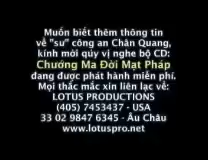 Muốn biết thêm thông tin
về "sư" công an Chân Quang,
kính mời quý vị nghe bộ CD:
Chướng Ma Đời Mạt Pháp
đang được phát hành miễn phí.
Mọi thắc mắc xin liên lạc về:
LOTUS PRODUCTIONS
(405) 7453437 - USA
33 02 9847 6345 - Âu Châu
www.lotuspro.net